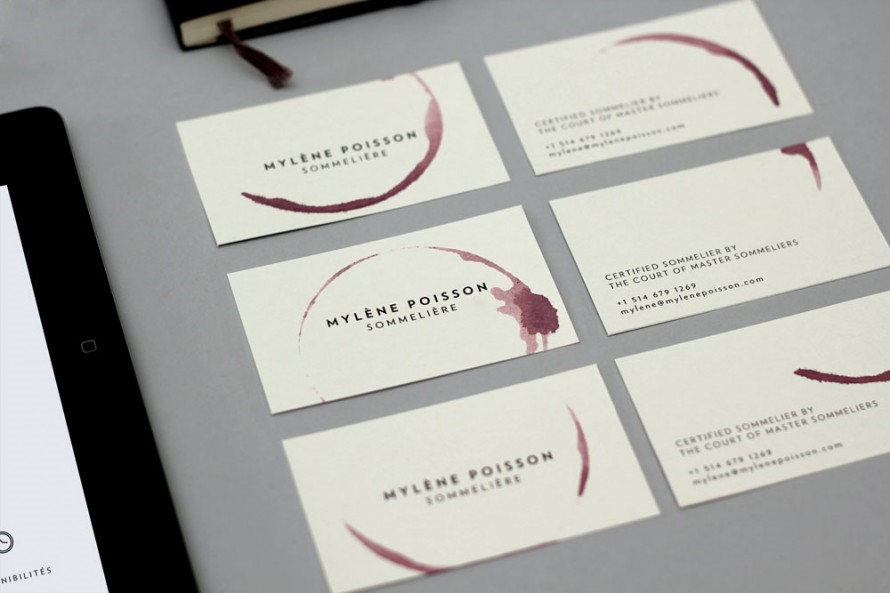 MYLÈNE POISSON
SOMMELIÈRE
CERTIFIED SOMMELIER BY
THE COURT OF MASTER SOMMELIERS
+1 514 679 1269
mylene@mylenepoisson.com
MYLÈNE POISSON
SOMMELIÈRE
CERTIFIED SOMMELIER BY
THE COURT OF MASTER SOMMELIERS
+1 514 679 1269
mylene@mylenepoisson.com
MYLÈNE POISSON
SOMMELIÈRE
CERTIFIED SOMMELIER BY
THE COURT OF MASTER SOMMELIERS
+1 514 679 1269
mylene@mylenepoisson.com
NIBILITÉS